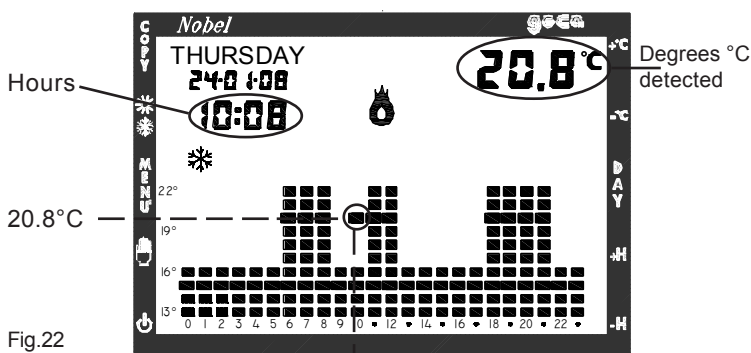 Nobel geca
COPY
THURSDAY
24-01-08
10:08
20.8 °C
+°C
-°C
Degrees °C
detected
Hours
MENU
DAY
22°
20.8°C
19°
16°
13°
+H
-H
0 1 2 3 4 5 6 7 8 9 10 • 12 • 14 • 16 • 18 • 20 • 22 •
Fig.22